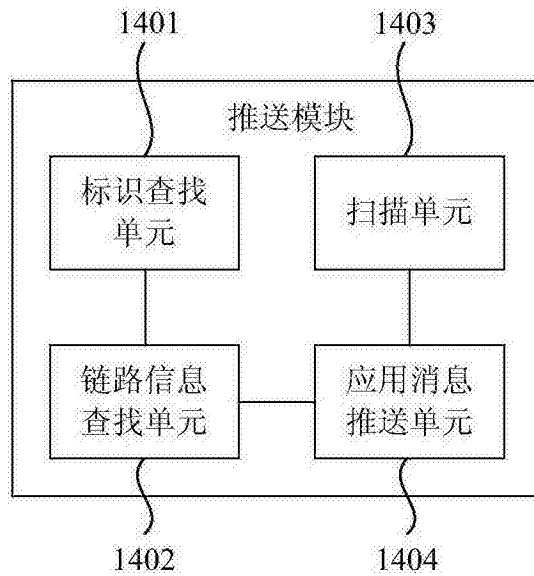 1401
1403
推送模块
标识查找
单元
扫描单元
链路信息
查找单元
应用消息
推送单元
1402
1404